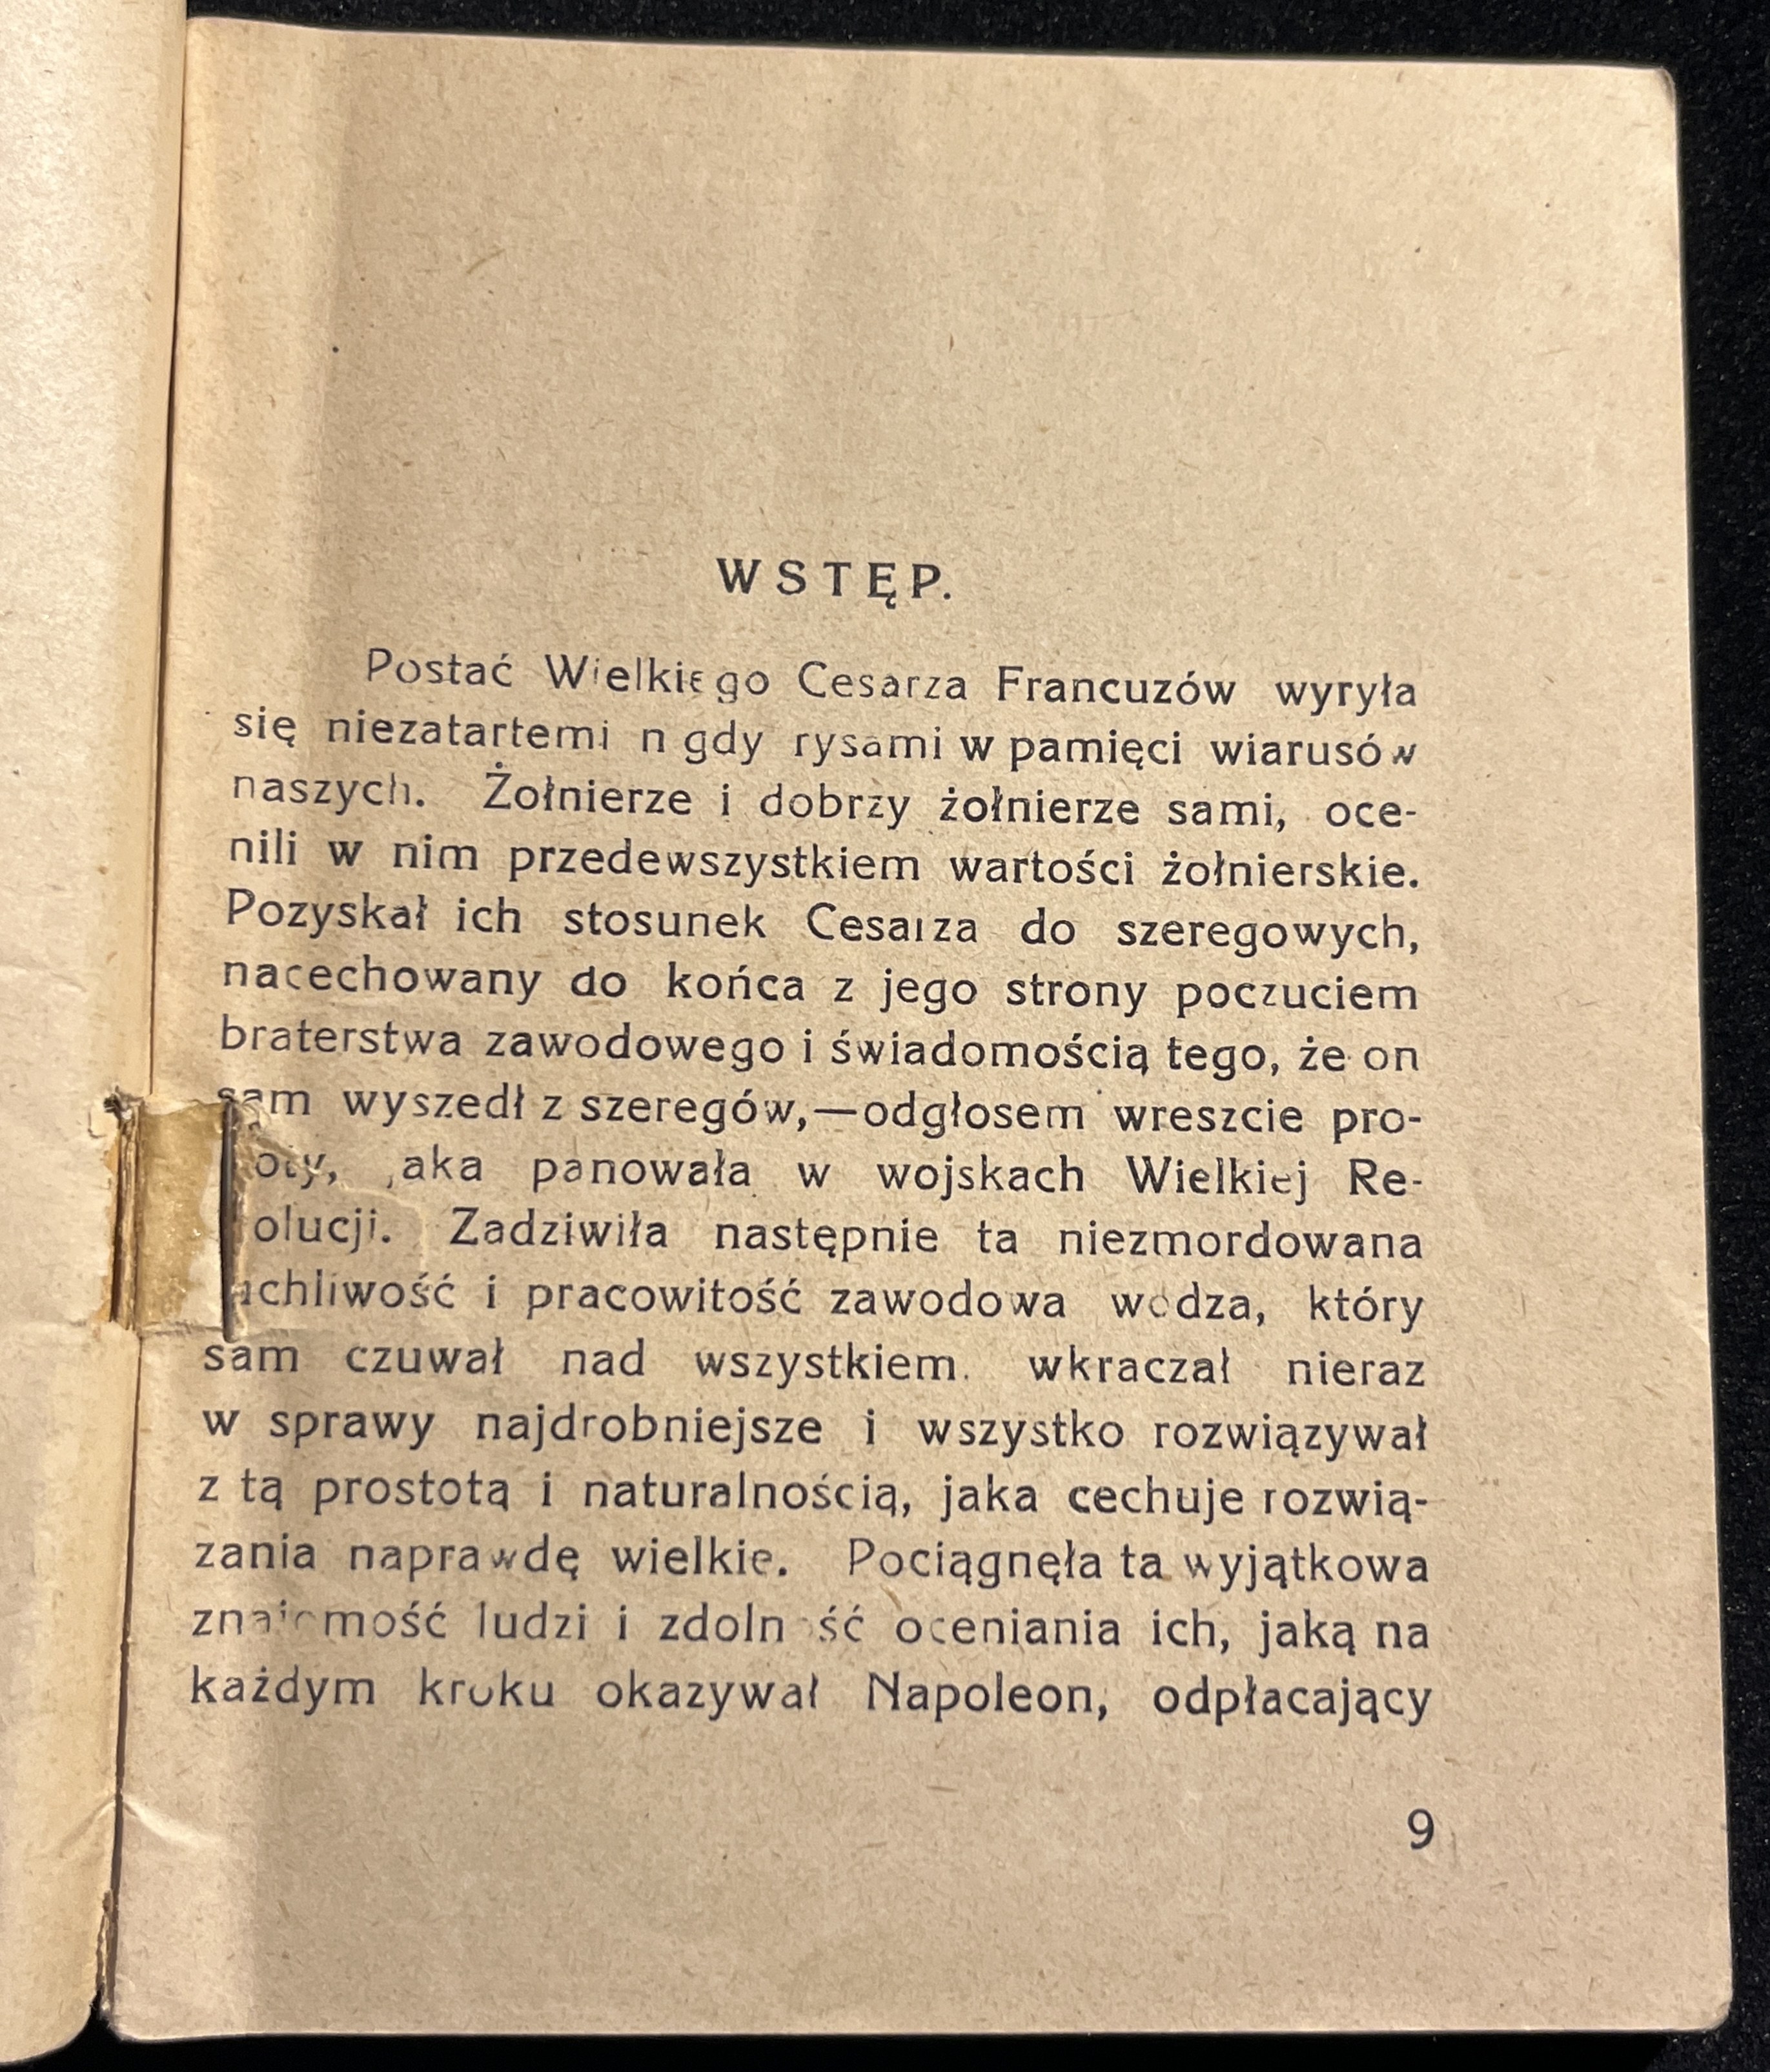 WSTĘP.
Postać Wielkiego Cesarza Francuzów wyryła
się niezatartemi nigdy rysami w pamięci wiarusów
naszych. Żołnierze i dobrzy żołnierze sami, oce-
nili w nim przedewszystkiem wartości żołnierskie.
Pozyskał ich stosunek Cesarza do szeregowych,
nacechowany do końca z jego strony poczuciem
braterstwa zawodowego i świadomością tego, że on
sam wyszedł z szeregów,—odgłosem wreszcie pro-
jaka panowała w wojskach Wielkiej Re-
wolucji. Zadziwiła następnie ta niezmordowana
i pracowitość zawodowa wodza, który
sam czuwał nad wszystkiem. wkraczał nieraz
w sprawy najdrobniejsze i wszystko rozwiązywał
z tą prostotą i naturalnością, jaka cechuje rozwią-
zania naprawdę wielkie. Pociągnęła ta wyjątkowa
znajomość ludzi i zdolność oceniania ich, jaką na
każdym kroku okazywał Napoleon, odpłacający
9